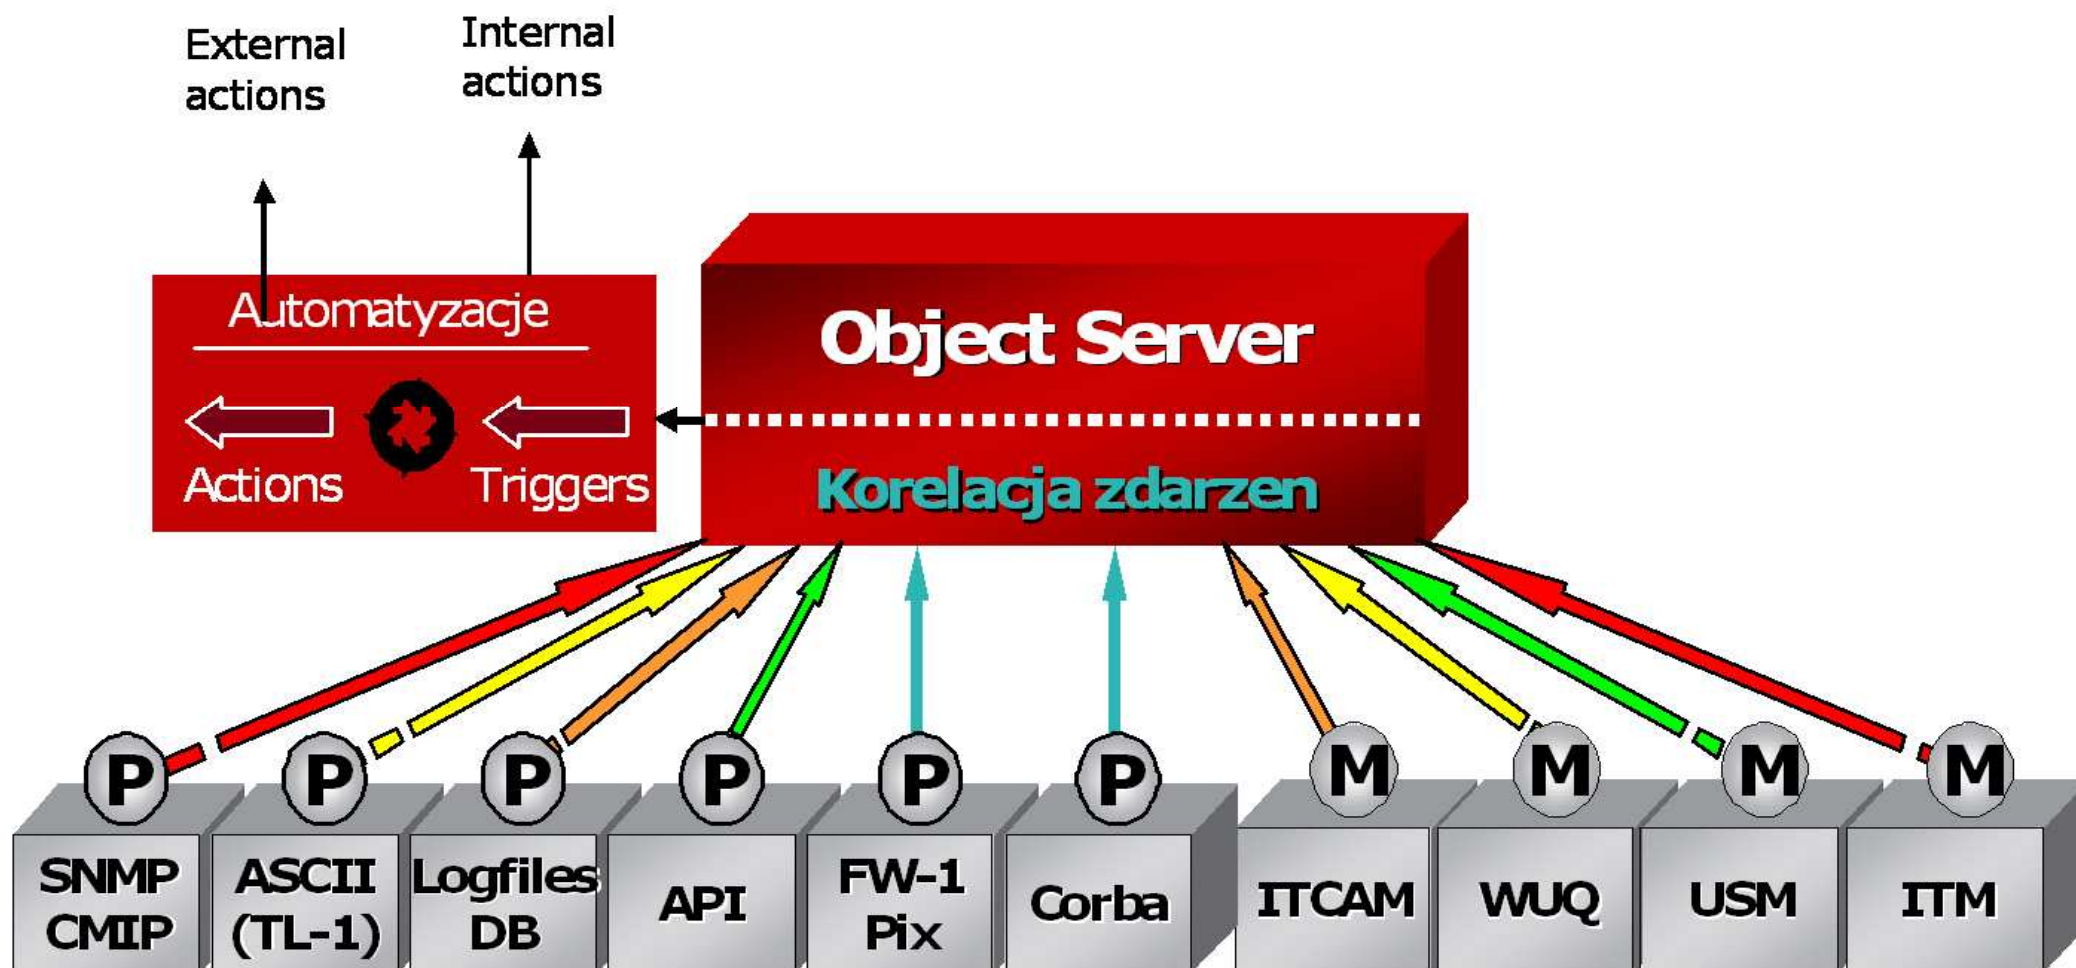 External
actions
Internal
actions
Automatyzacje
Actions
Triggers
Object Server
Korelacja zdarzen
P
P
P
P
P
P
M
M
M
M
SNMP
CMIP
ASCII
(TL-1)
Logfiles
DB
API
FW-1
Pix
Corba
ITCAM
WUQ
USM
ITM